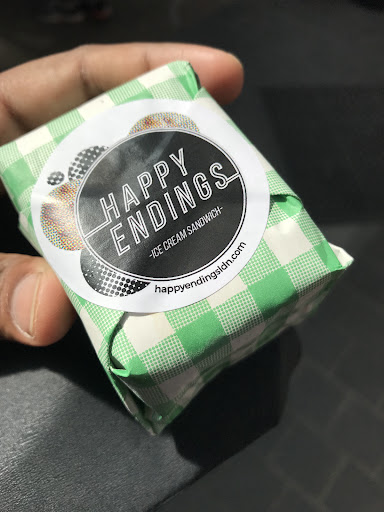 HAPPY
ENDINGS
-ICE CREAM SANDWICH-
happyendingsldn.com